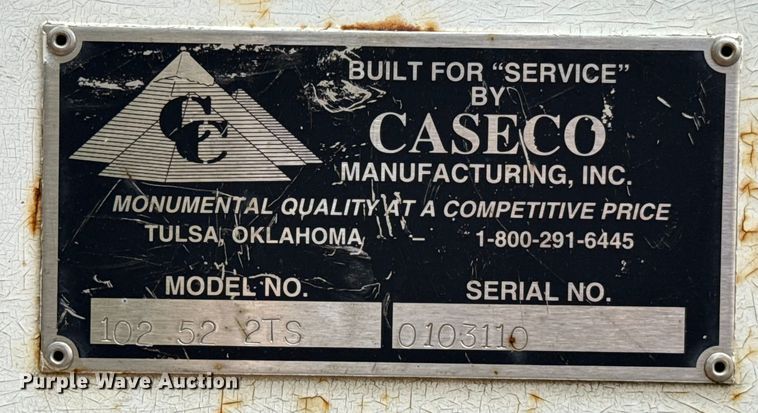 CC
BUILT FOR "SERVICE"
BY
CASECO
MANUFACTURING, INC.
MONUMENTAL QUALITY AT A COMPETITIVE PRICE
TULSA, OKLAHOMA – 1-800-291-6445
MODEL NO. SERIAL NO.
102 52 2TS 0103110
Purple Wave Auction